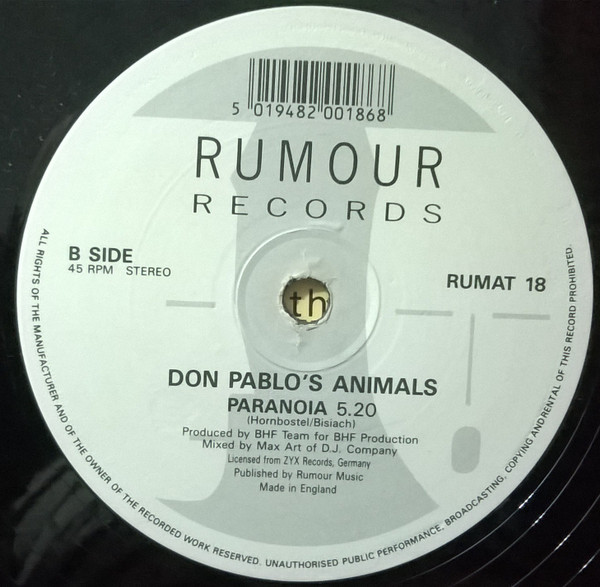 5 019482 001868
RUMOUR
RECORDS
B SIDE
45 RPM STEREO
RUMAT 18
th
DON PABLO'S ANIMALS
PARANOIA 5.20
(Hornbostel/Bisiach)
Produced by BHF Team for BHF Production
Mixed by Max Art of D.J. Company
Licensed from ZYX Records, Germany
Published by Rumour Music
Made in England
ALL RIGHTS OF THE MANUFACTURER AND OF THE OWNER OF THE RECORDED WORK RESERVED. UNAUTHORISED PUBLIC PERFORMANCE, BROADCASTING, COPYING ANDRENTAL OF THIS RECORD PROHIBITED.